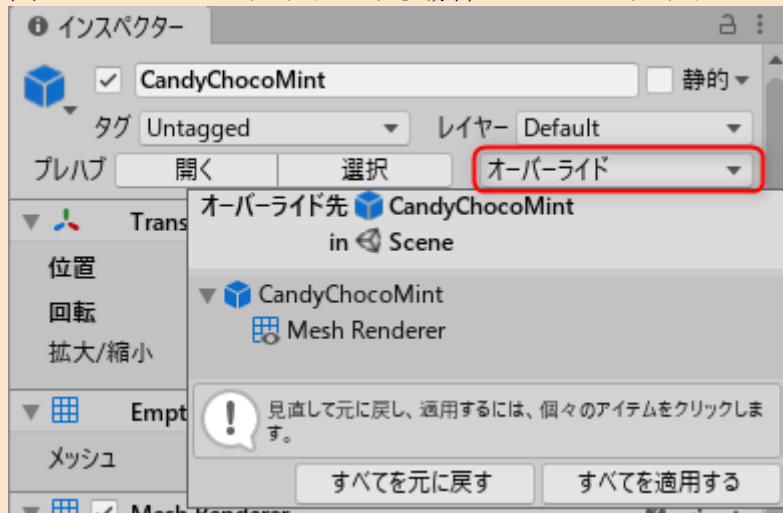 インスペクター
CandyChocoMint
静的
タグ Untagged レイヤー Default
プレハブ 開く 選択 オーバーライド
オーバーライド先 CandyChocoMint
in Scene
Trans
位置
回転
拡大/縮小
CandyChocoMint
Mesh Renderer
Empt
見直して元に戻し、適用するには、個々のアイテムをクリックしま
す。
メッシュ
すべてを元に戻す すべてを適用する